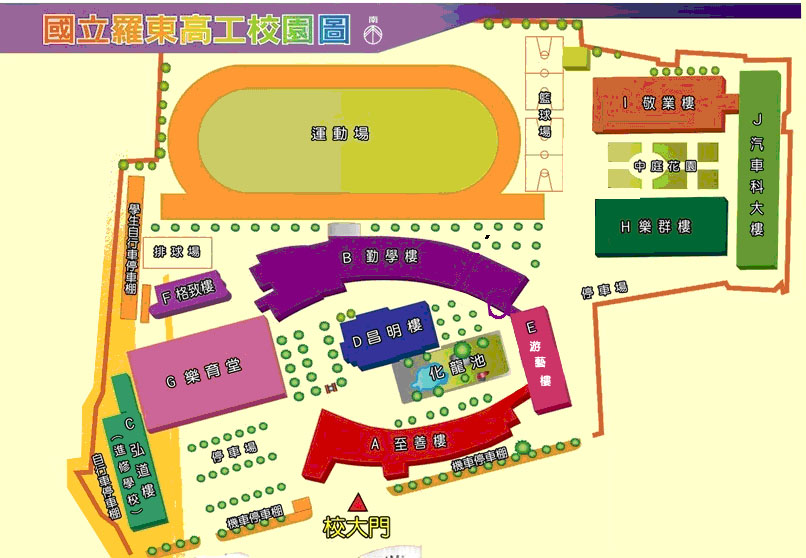 國立羅東高工校園圖
南
運動場
籃球場
I 敬業樓
中庭花園
H 樂群樓
J 汽車科大樓
停車場
學生自行車停車棚
排球場
F 格致樓
B 勤學樓
D 昌明樓
化龍池
E 游藝樓
G 樂育堂
C 弘道樓
(進修學校)
自行車停車棚
停車場
A 至善樓
機車停車棚
機車停車棚
校大門